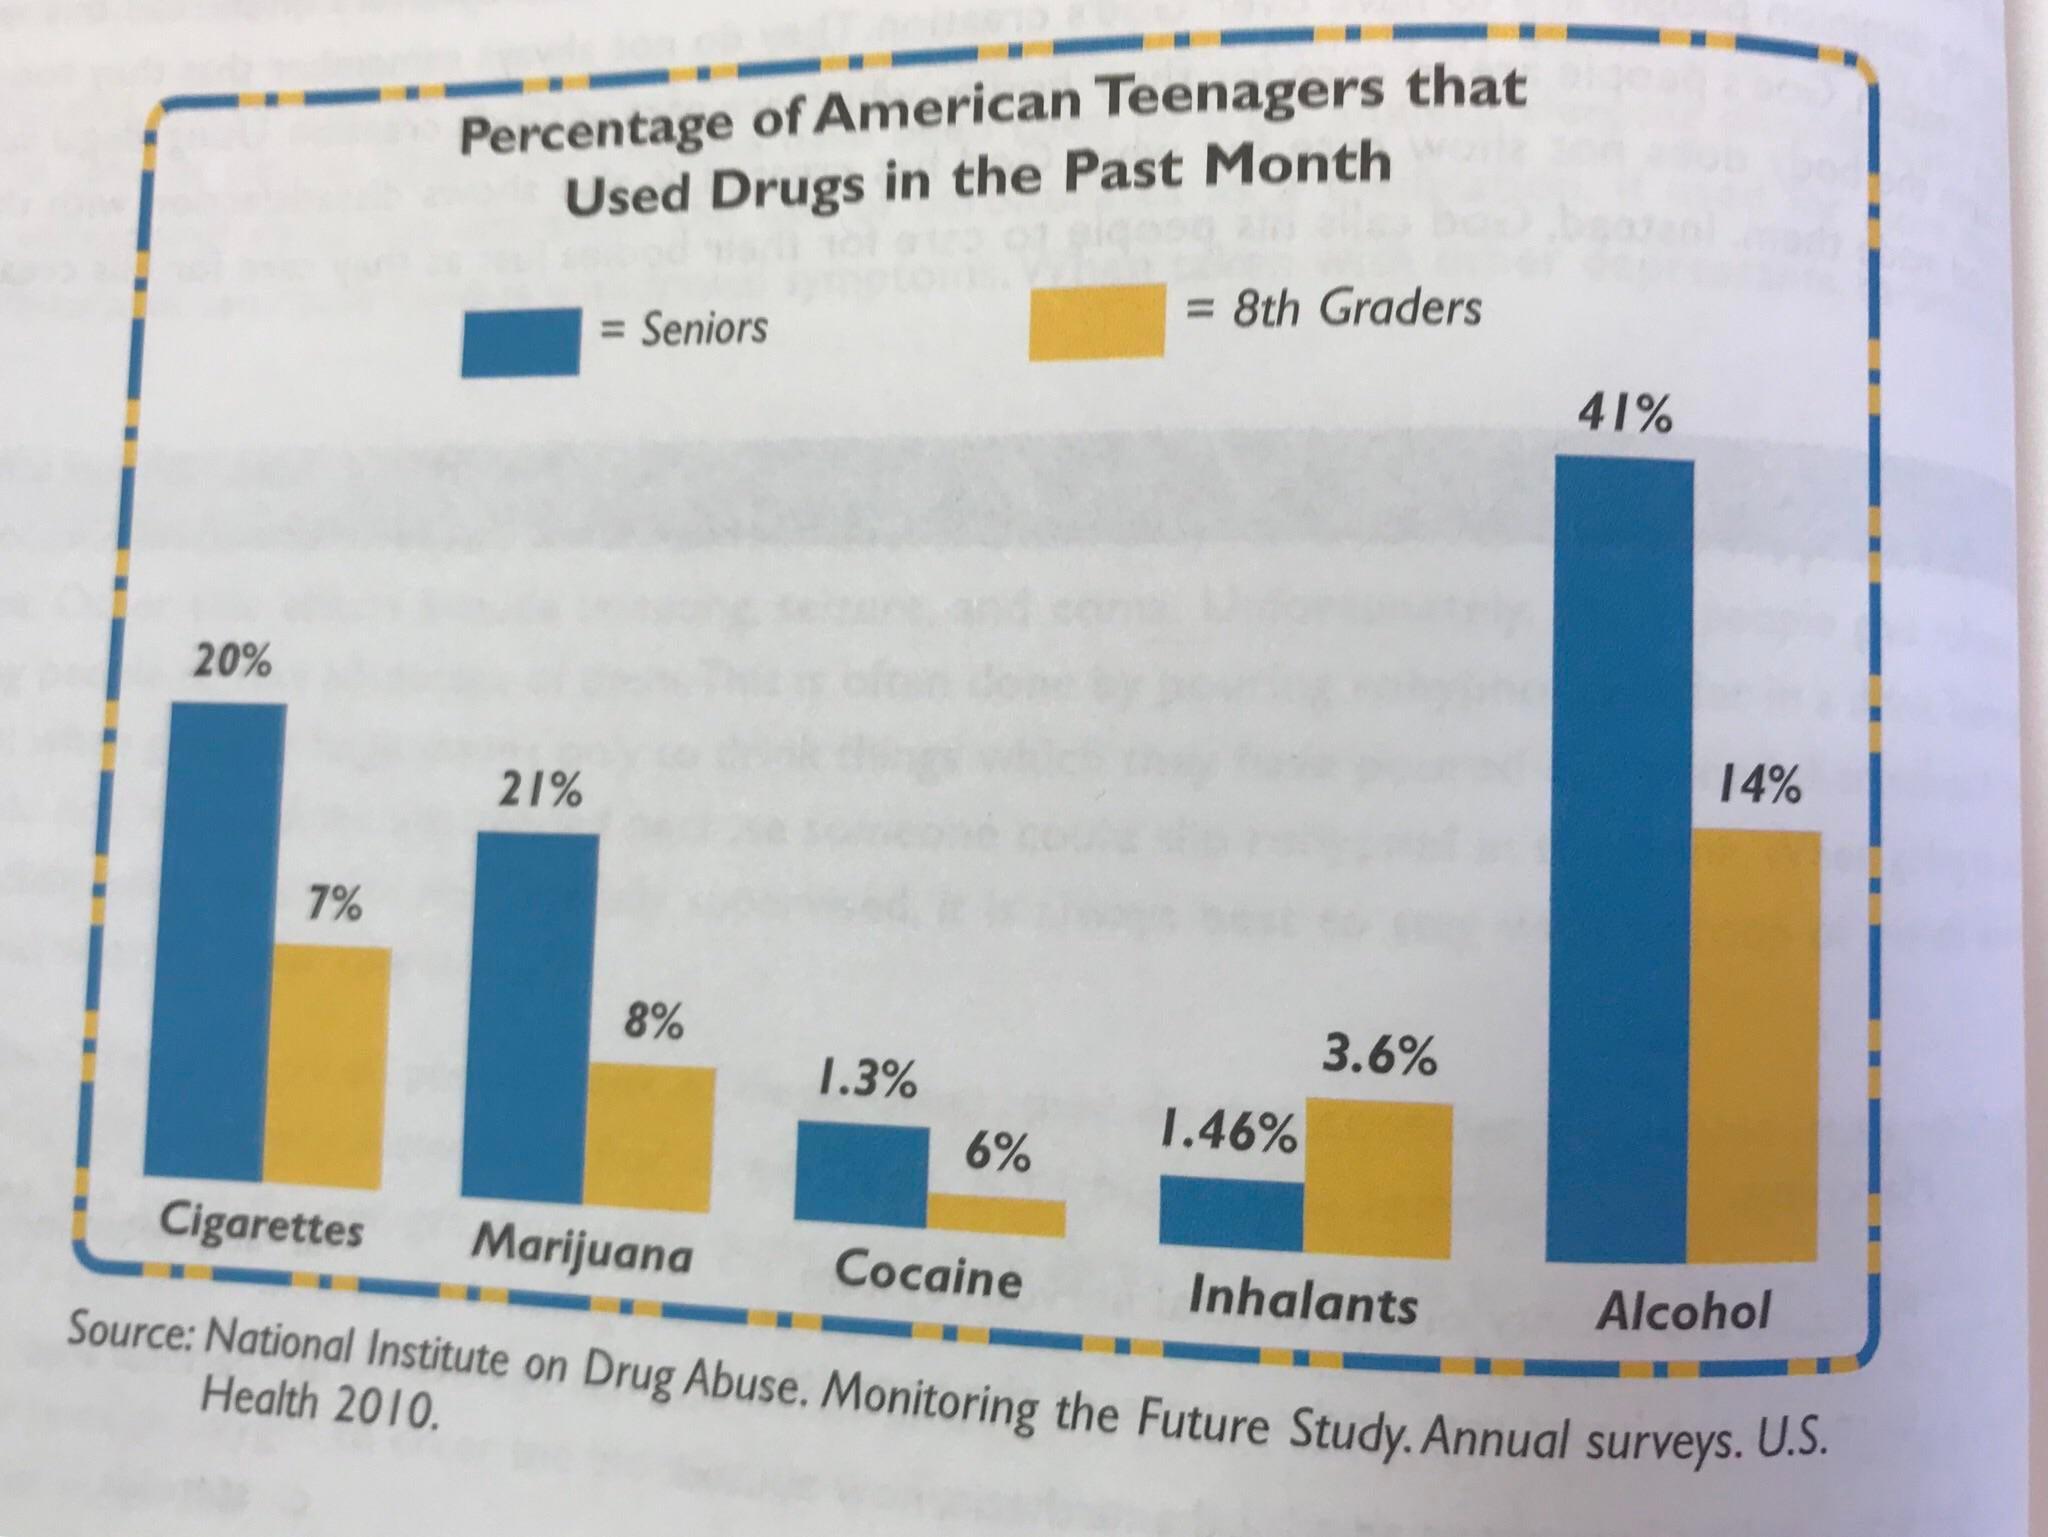 Percentage of American Teenagers that
Used Drugs in the Past Month
= Seniors
= 8th Graders
20%
7%
21%
8%
1.3%
6%
1.46%
3.6%
41%
14%
Cigarettes
Marijuana
Cocaine
Inhalants
Alcohol
Source: National Institute on Drug Abuse. Monitoring the Future Study. Annual surveys. U.S.
Health 2010.